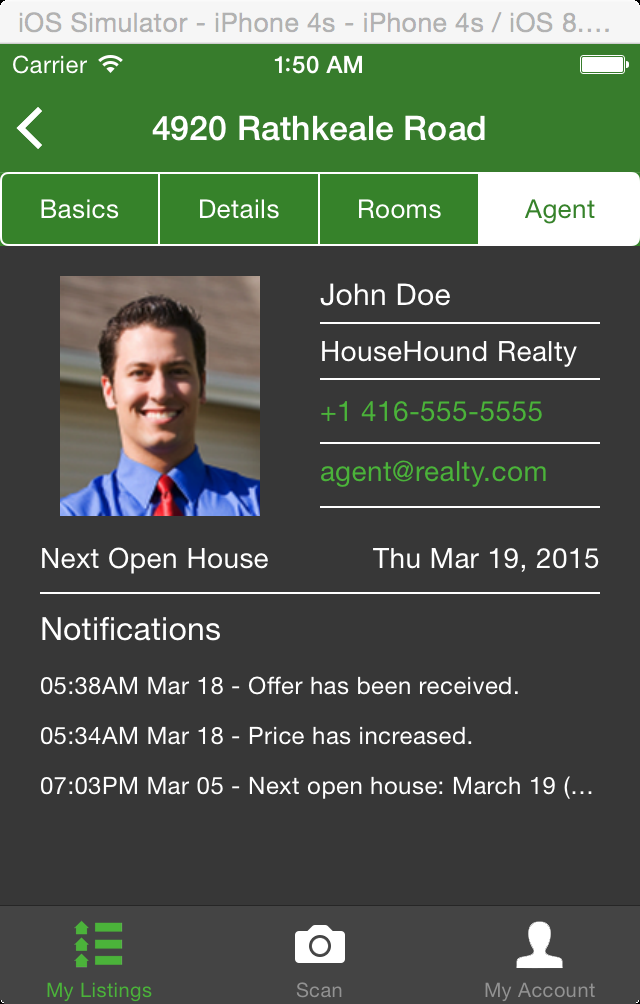 iOS Simulator - iPhone 4s - iPhone 4s / iOS 8....
Carrier 1:50 AM
4920 Rathkeale Road
Basics Details Rooms Agent
John Doe
HouseHound Realty
+1 416-555-5555
agent@realty.com
Next Open House Thu Mar 19, 2015
Notifications
05:38AM Mar 18 - Offer has been received.
05:34AM Mar 18 - Price has increased.
07:03PM Mar 05 - Next open house: March 19 (...
My Listings Scan My Account